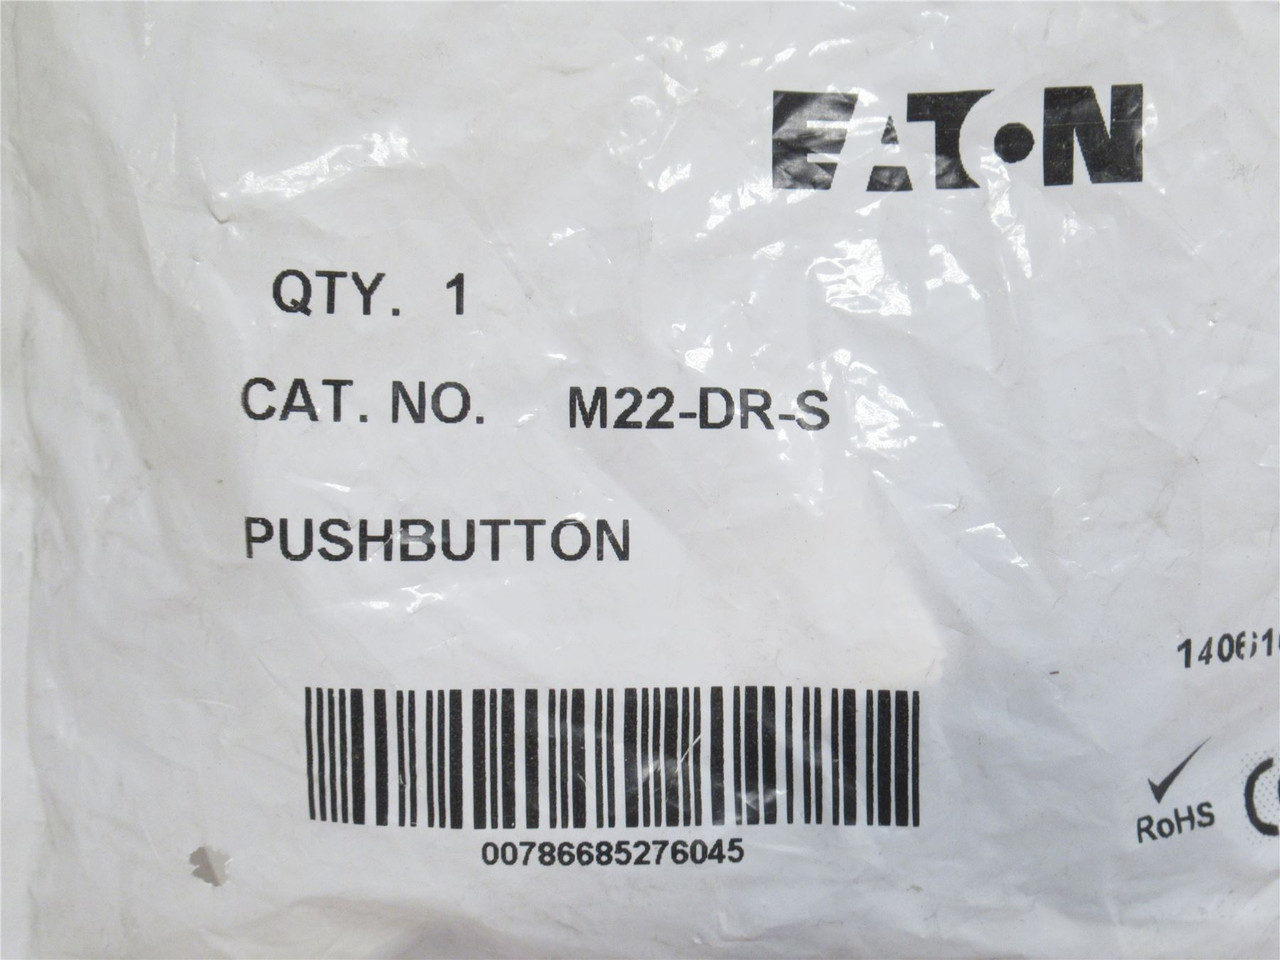 EATON
QTY. 1
CAT. NO. M22-DR-S
PUSHBUTTON
00786685276045
RoHS